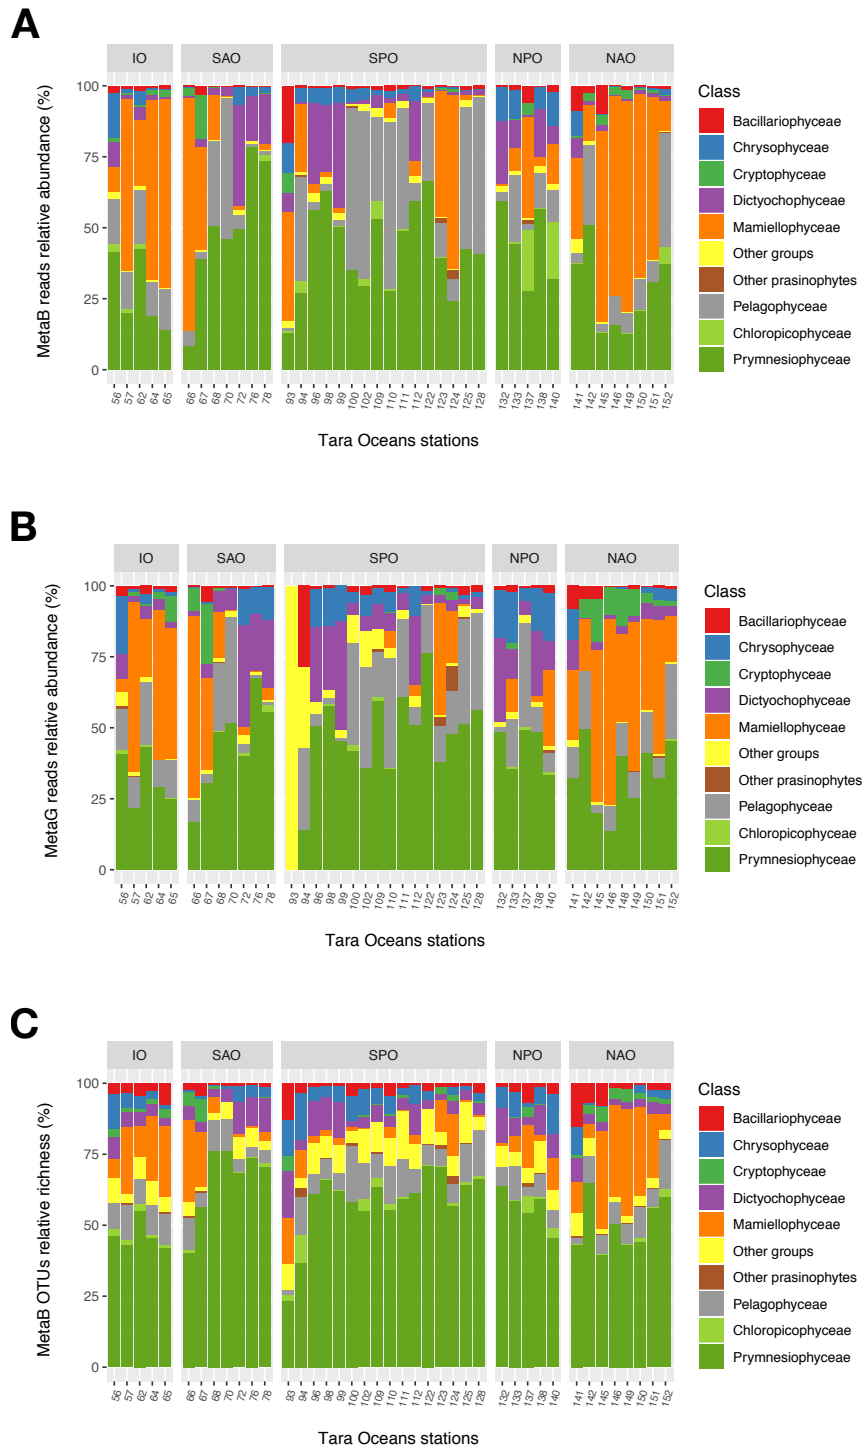 A
IO SAO SPO NPO NAO
MetaB reads relative abundance (%)
100
75
50
25
0
56 57 62 64 65 66 67 68 70 72 76 78 93 94 96 98 99 100 102 109 110 111 112 122 123 124 125 128 132 133 137 138 140 141 142 145 146 149 150 151 152
Tara Oceans stations
Class
Bacillariophyceae
Chrysophyceae
Cryptophyceae
Dictyochophyceae
Mamiellophyceae
Other groups
Other prasinophytes
Pelagophyceae
Chloropicophyceae
Prymnesiophyceae
B
IO SAO SPO NPO NAO
MetaG reads relative abundance (%)
100
75
50
25
0
56 57 62 64 65 66 67 68 70 72 76 78 93 94 96 98 99 100 102 109 110 111 112 122 123 124 125 128 132 133 137 138 140 141 142 145 146 148 149 150 151 152
Tara Oceans stations
Class
Bacillariophyceae
Chrysophyceae
Cryptophyceae
Dictyochophyceae
Mamiellophyceae
Other groups
Other prasinophytes
Pelagophyceae
Chloropicophyceae
Prymnesiophyceae
C
IO SAO SPO NPO NAO
MetaB OTUs relative richness (%)
100
75
50
25
0
56 57 62 64 65 66 67 68 70 72 76 78 93 94 96 98 99 100 102 109 110 111 112 122 123 124 125 128 132 133 137 138 140 141 142 145 146 149 150 151 152
Tara Oceans stations
Class
Bacillariophyceae
Chrysophyceae
Cryptophyceae
Dictyochophyceae
Mamiellophyceae
Other groups
Other prasinophytes
Pelagophyceae
Chloropicophyceae
Prymnesiophyceae